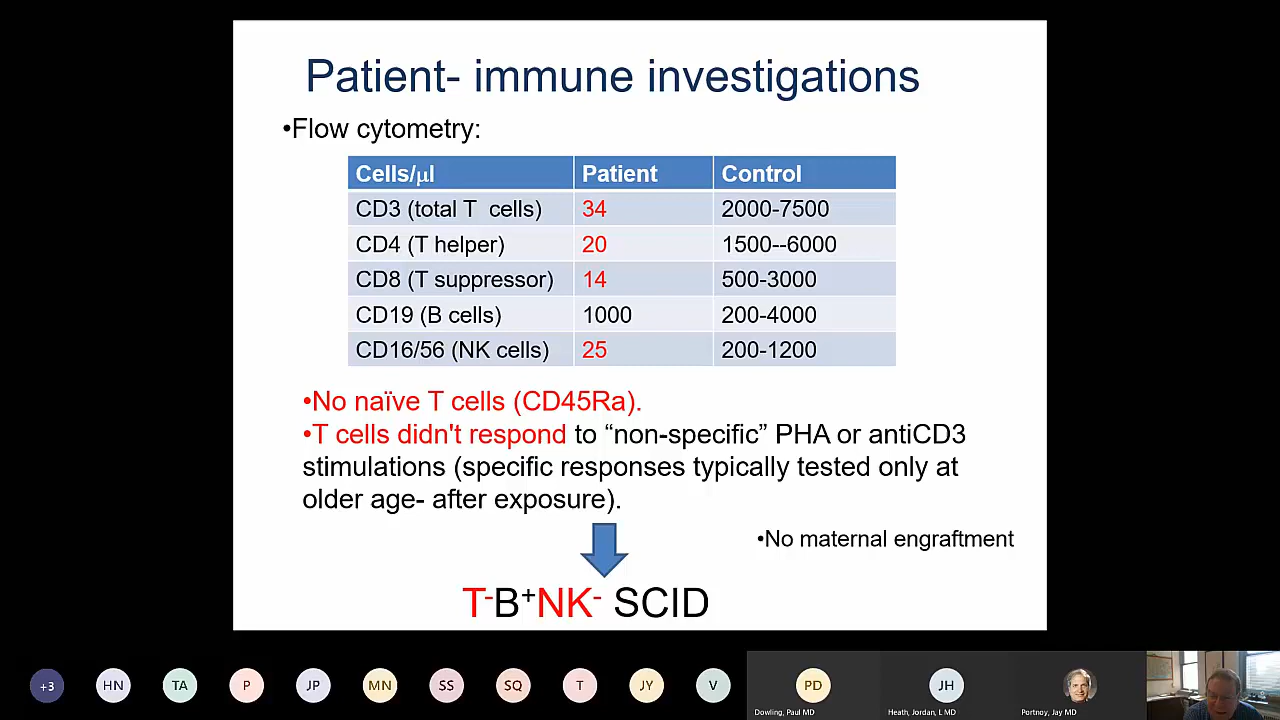 Patient- immune investigations
•Flow cytometry:
Cells/μl Patient Control
CD3 (total T cells) 34 2000-7500
CD4 (T helper) 20 1500--6000
CD8 (T suppressor) 14 500-3000
CD19 (B cells) 1000 200-4000
CD16/56 (NK cells) 25 200-1200
•No naïve T cells (CD45Ra).
•T cells didn't respond to “non-specific” PHA or antiCD3
stimulations (specific responses typically tested only at
older age- after exposure).
•No maternal engraftment
T-B+NK- SCID
+3 HN TA P JP MN SS SQ T JY V PD JH
Dowling, Paul MD Heath, Jordan, L MD Portnoy, Jay MD